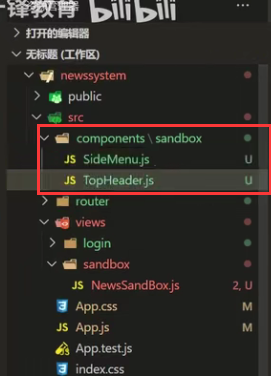 千锋教育 bilibili
打开的编辑器
无标题 (工作区)
newssystem
public
src
components \ sandbox
JS SideMenu.js U
JS TopHeader.js U
router
views
login
sandbox
JS NewsSandBox.js 2, U
App.css M
JS App.js M
App.test.js
index.css